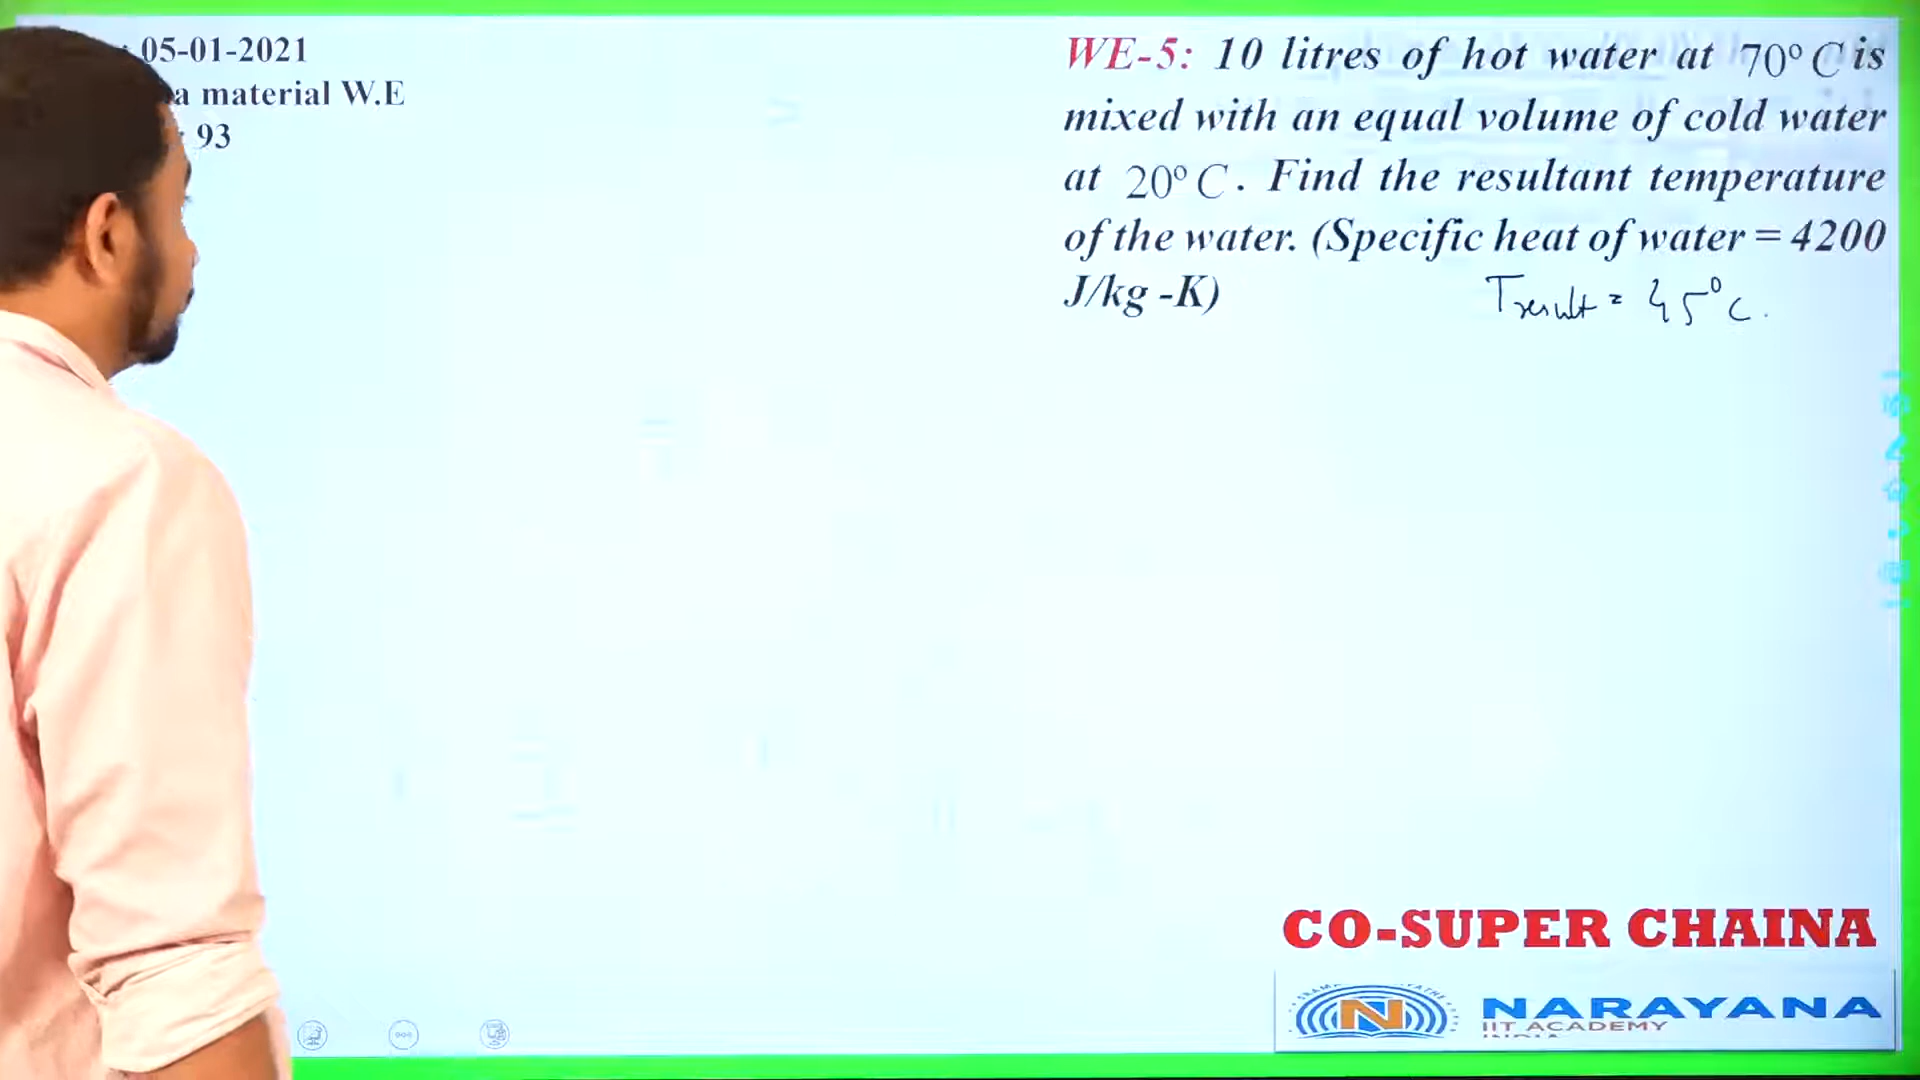 05-01-2021
a material W.E
: 93
WE-5: 10 litres of hot water at 70° C is
mixed with an equal volume of cold water
at 20° C. Find the resultant temperature
of the water. (Specific heat of water = 4200
J/kg -K)
Tresult = 45°C.
CO-SUPER CHAINA
N
NARAYANA
IIT ACADEMY
INDIA